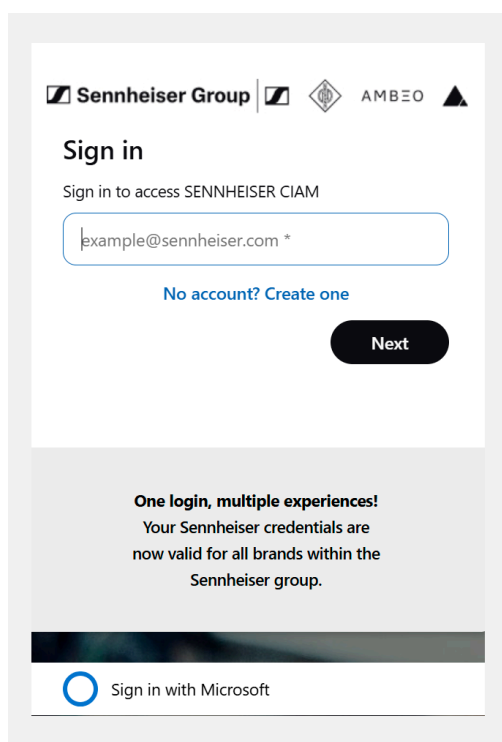 Sennheiser Group AMBEO
Sign in
Sign in to access SENNHEISER CIAM
example@sennheiser.com *
No account? Create one
Next
One login, multiple experiences!
Your Sennheiser credentials are
now valid for all brands within the
Sennheiser group.
Sign in with Microsoft